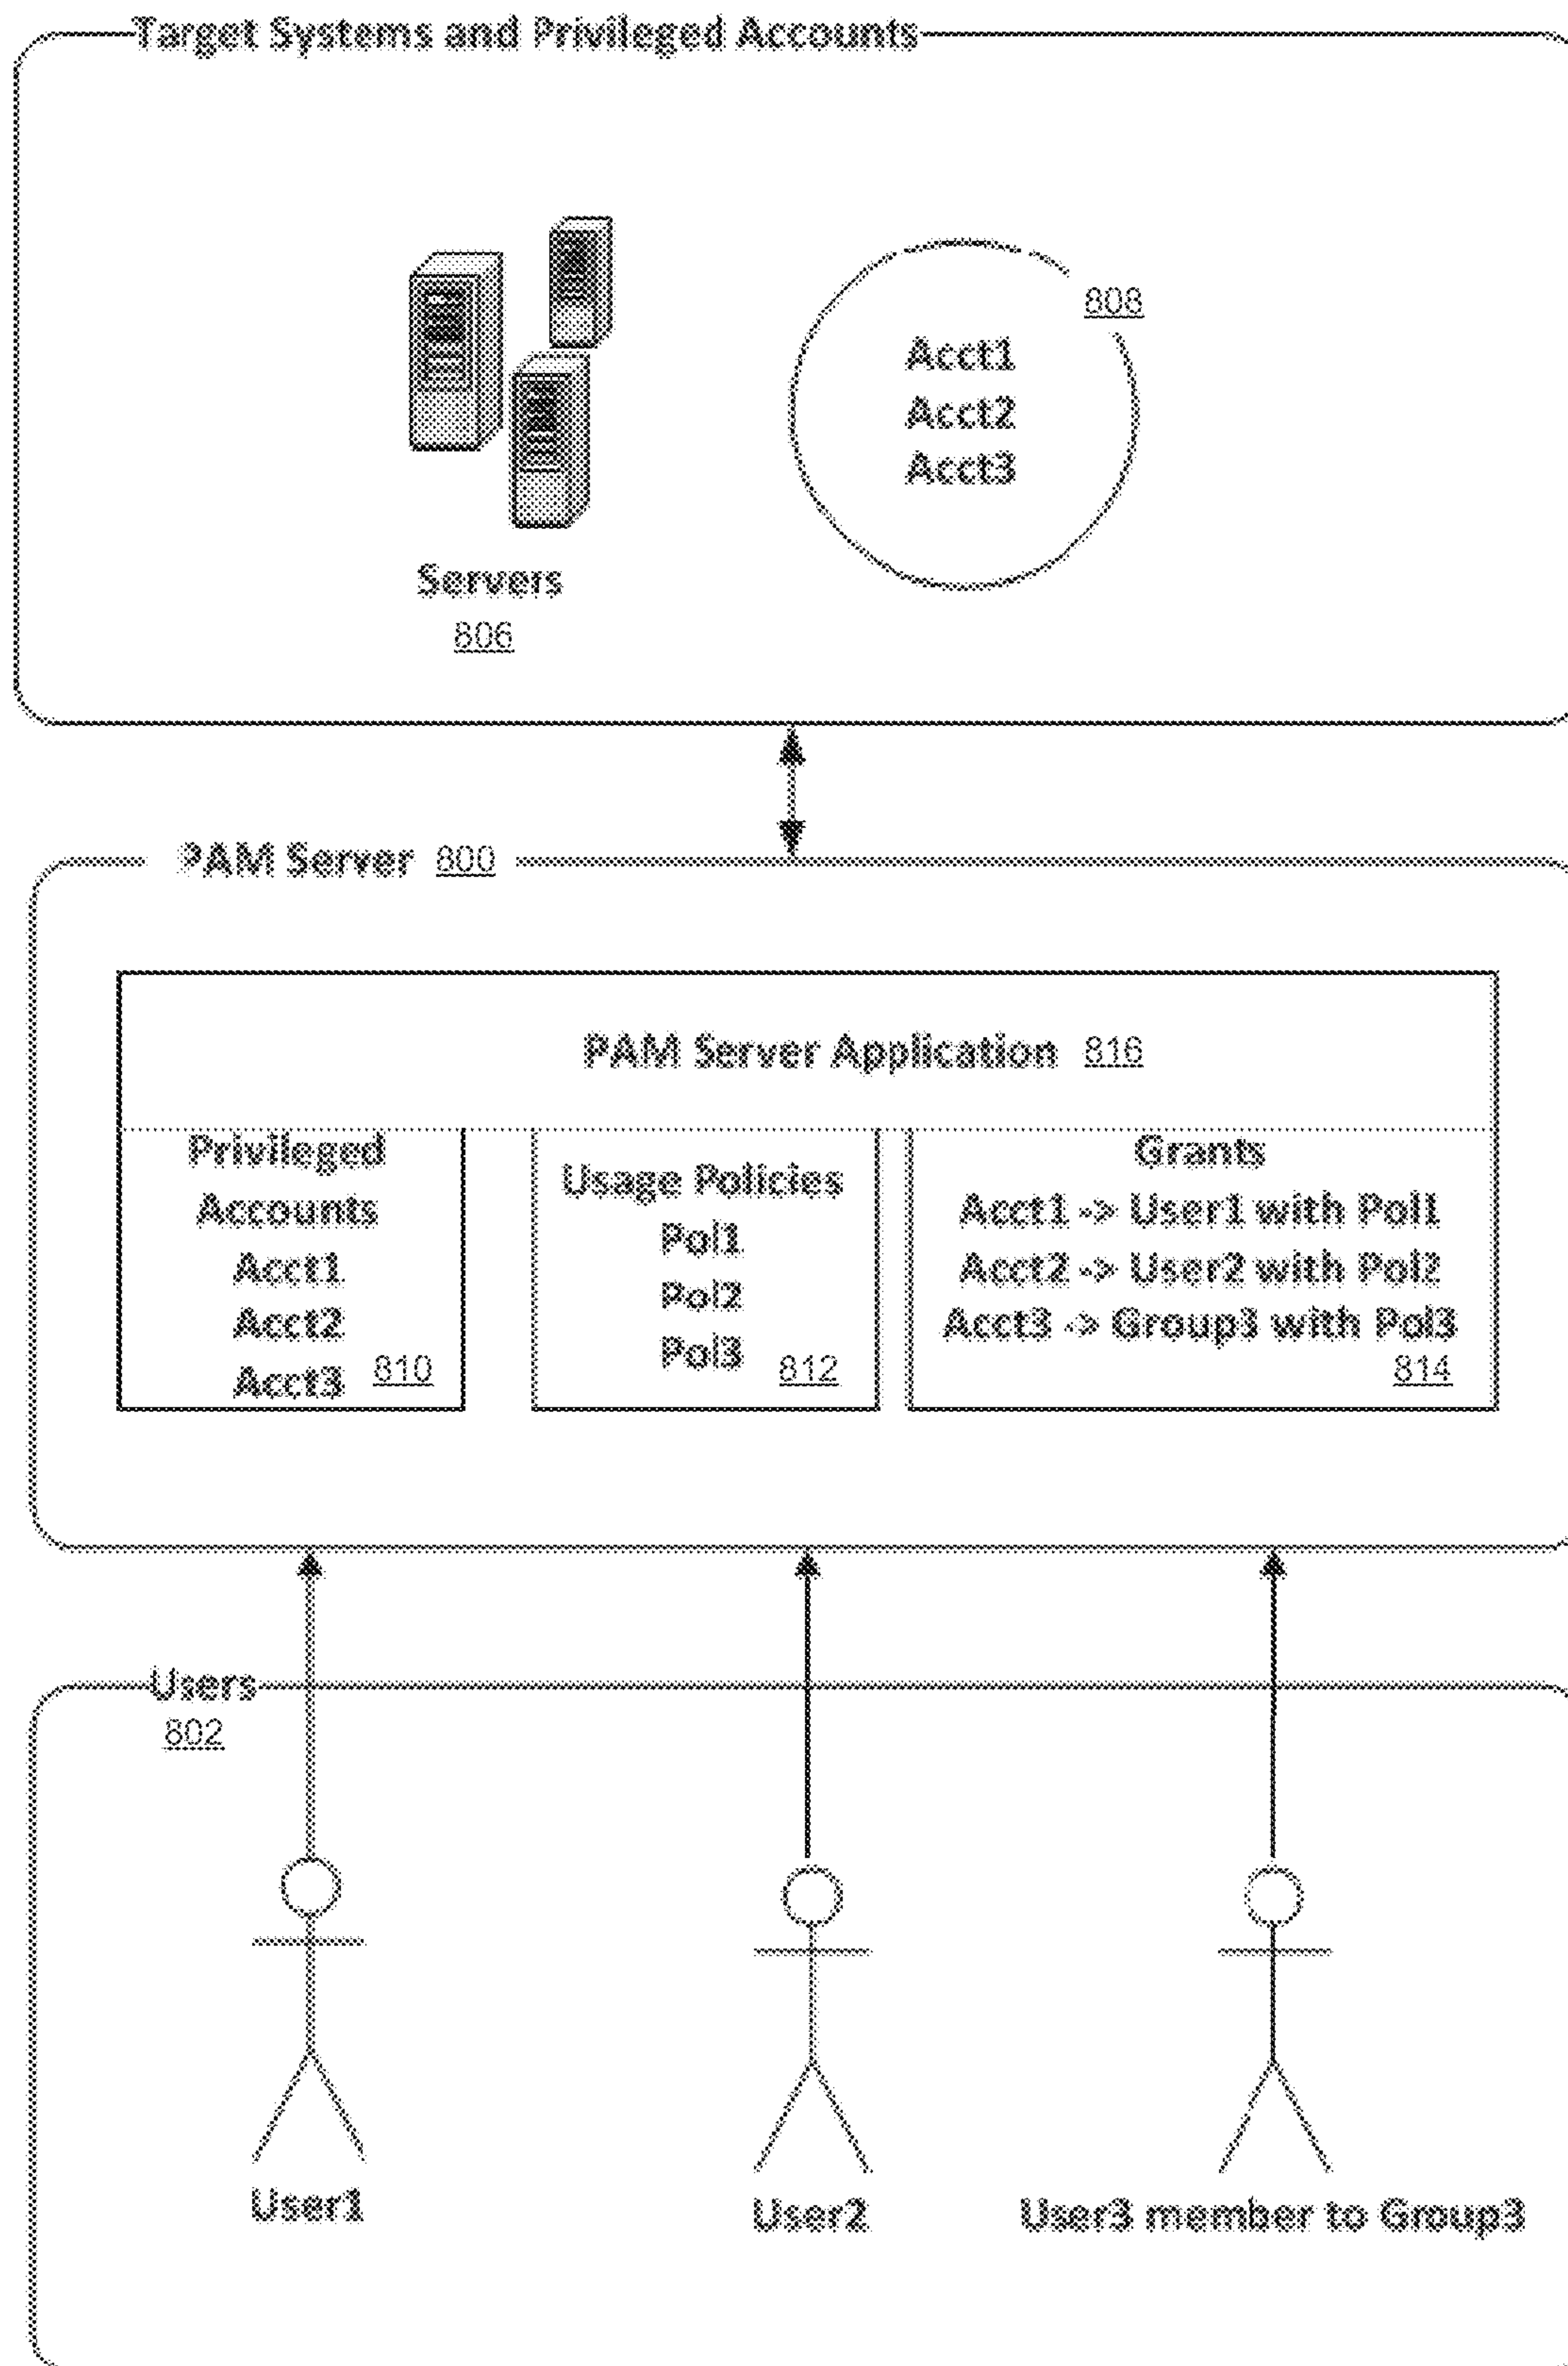 Target Systems and Privileged Accounts
808
Acct1
Acct2
Acct3
Servers
806
PAM Server 800
PAM Server Application 816
Privileged
Accounts
Acct1
Acct2
Acct3 810
Usage Policies
Pol1
Pol2
Pol3 812
Grants
Acct1 -> User1 with Pol1
Acct2 -> User2 with Pol2
Acct3 -> Group3 with Pol3
814
Users
802
User1
User2
User3 member to Group3